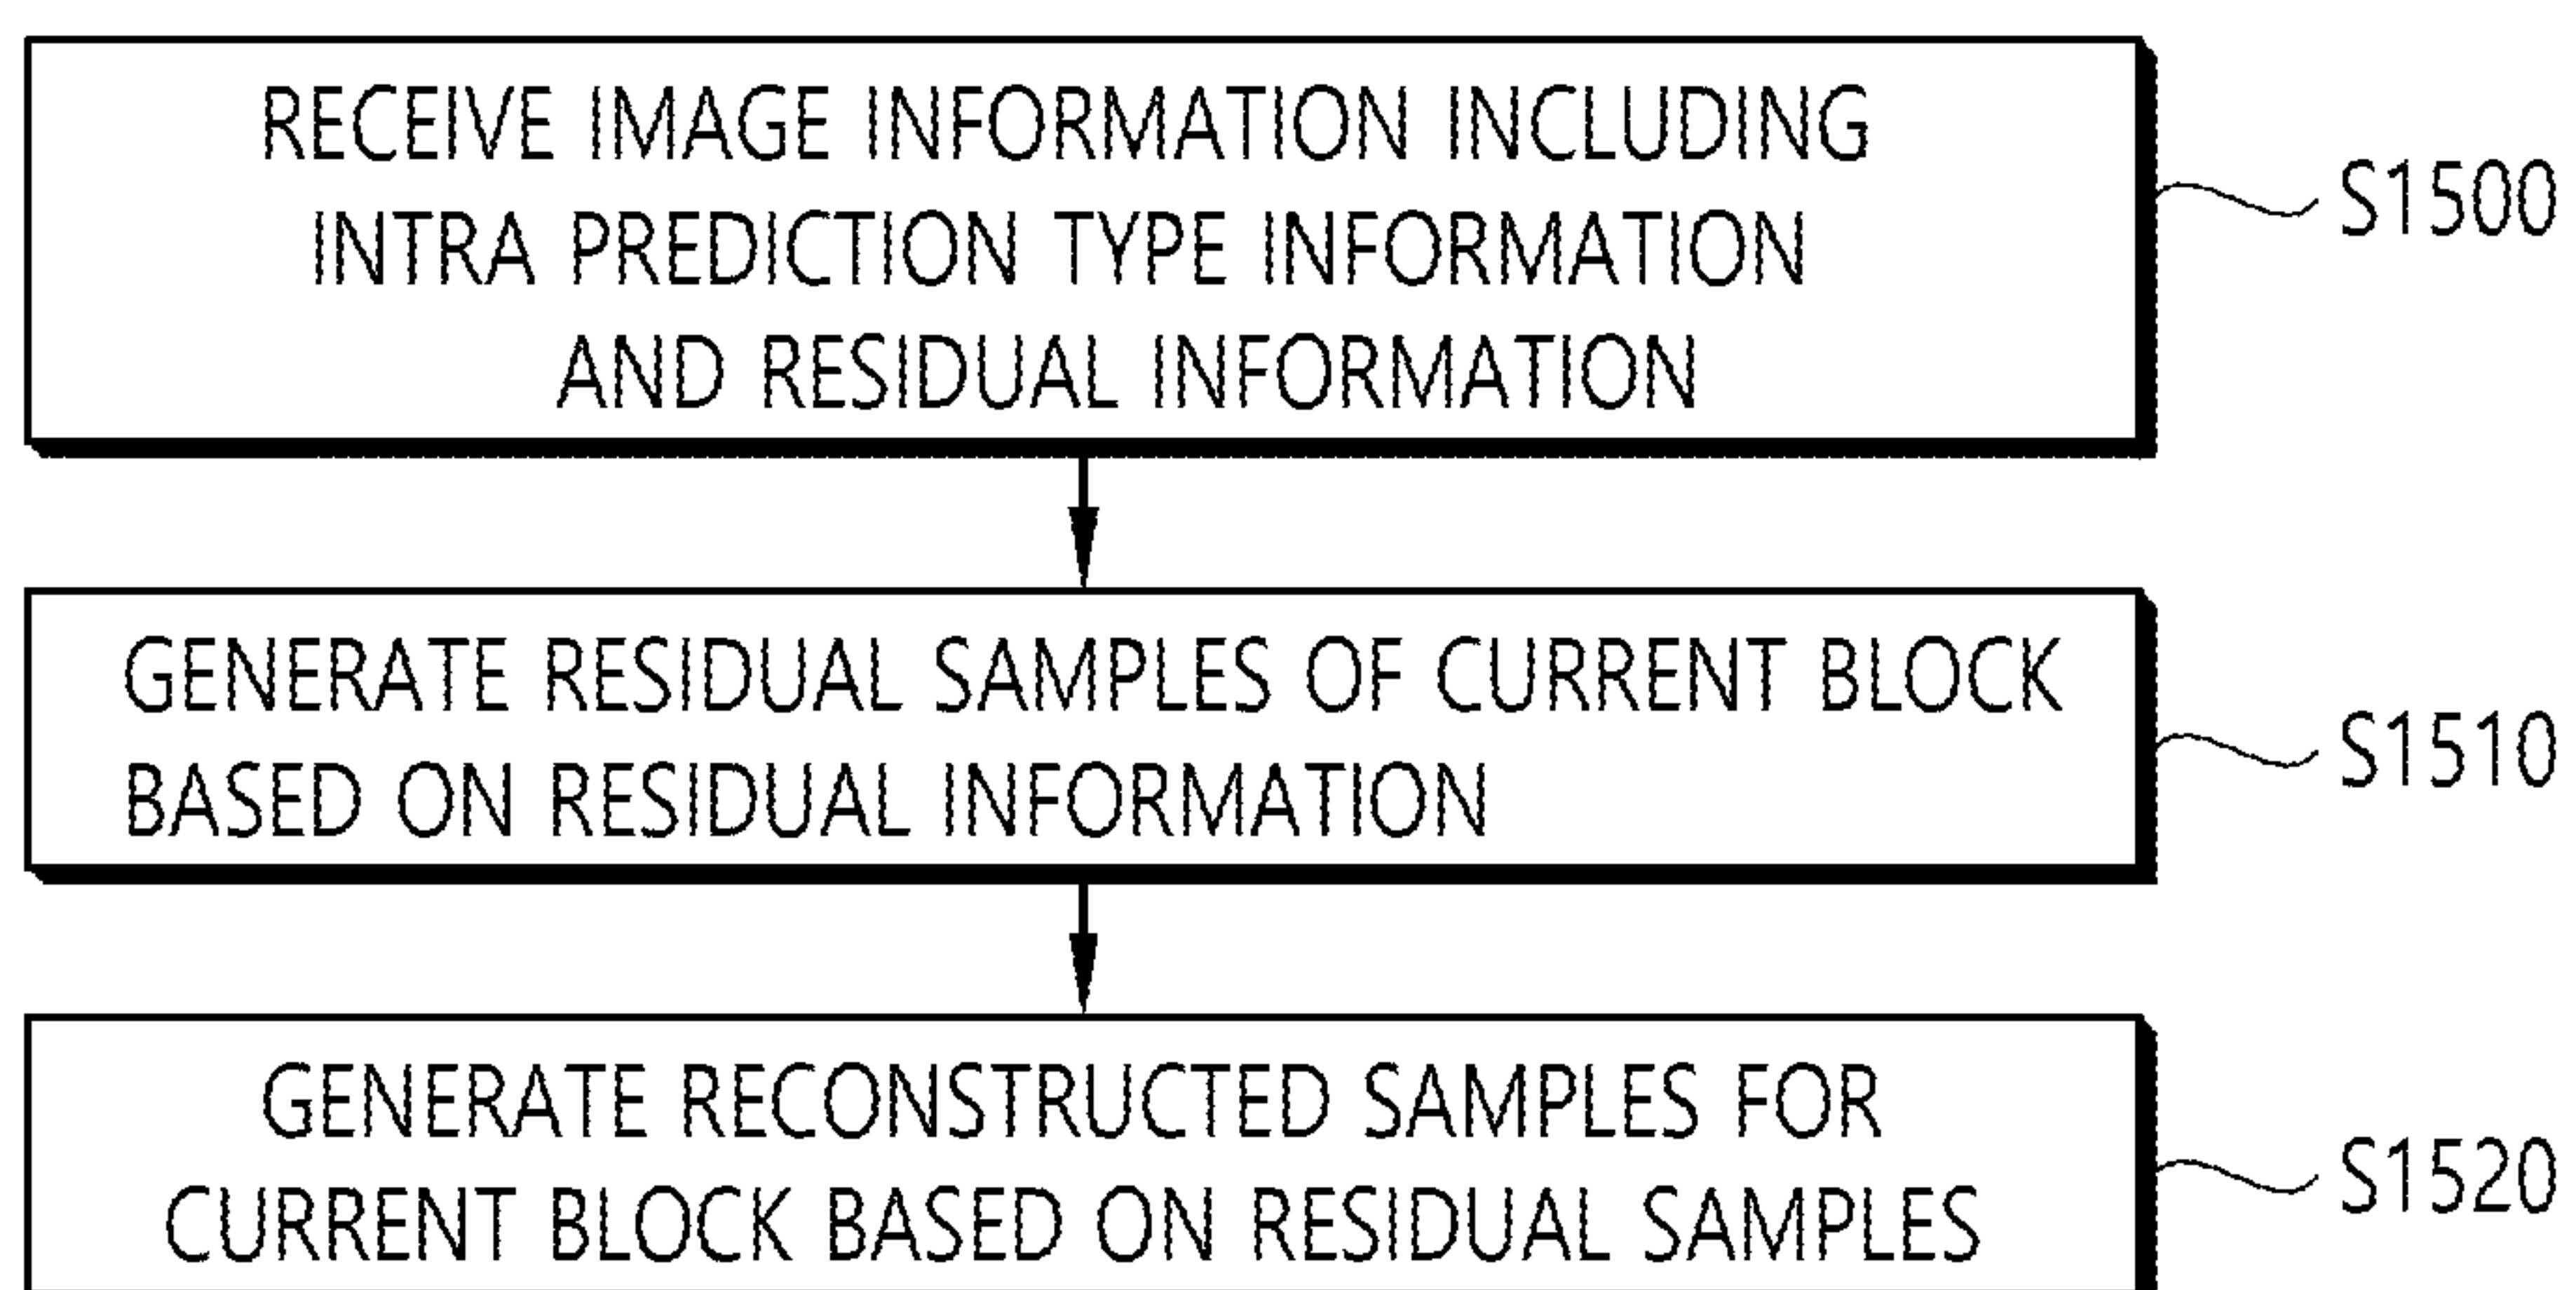 RECEIVE IMAGE INFORMATION INCLUDING
INTRA PREDICTION TYPE INFORMATION
AND RESIDUAL INFORMATION
S1500
GENERATE RESIDUAL SAMPLES OF CURRENT BLOCK
BASED ON RESIDUAL INFORMATION
S1510
GENERATE RECONSTRUCTED SAMPLES FOR
CURRENT BLOCK BASED ON RESIDUAL SAMPLES
S1520